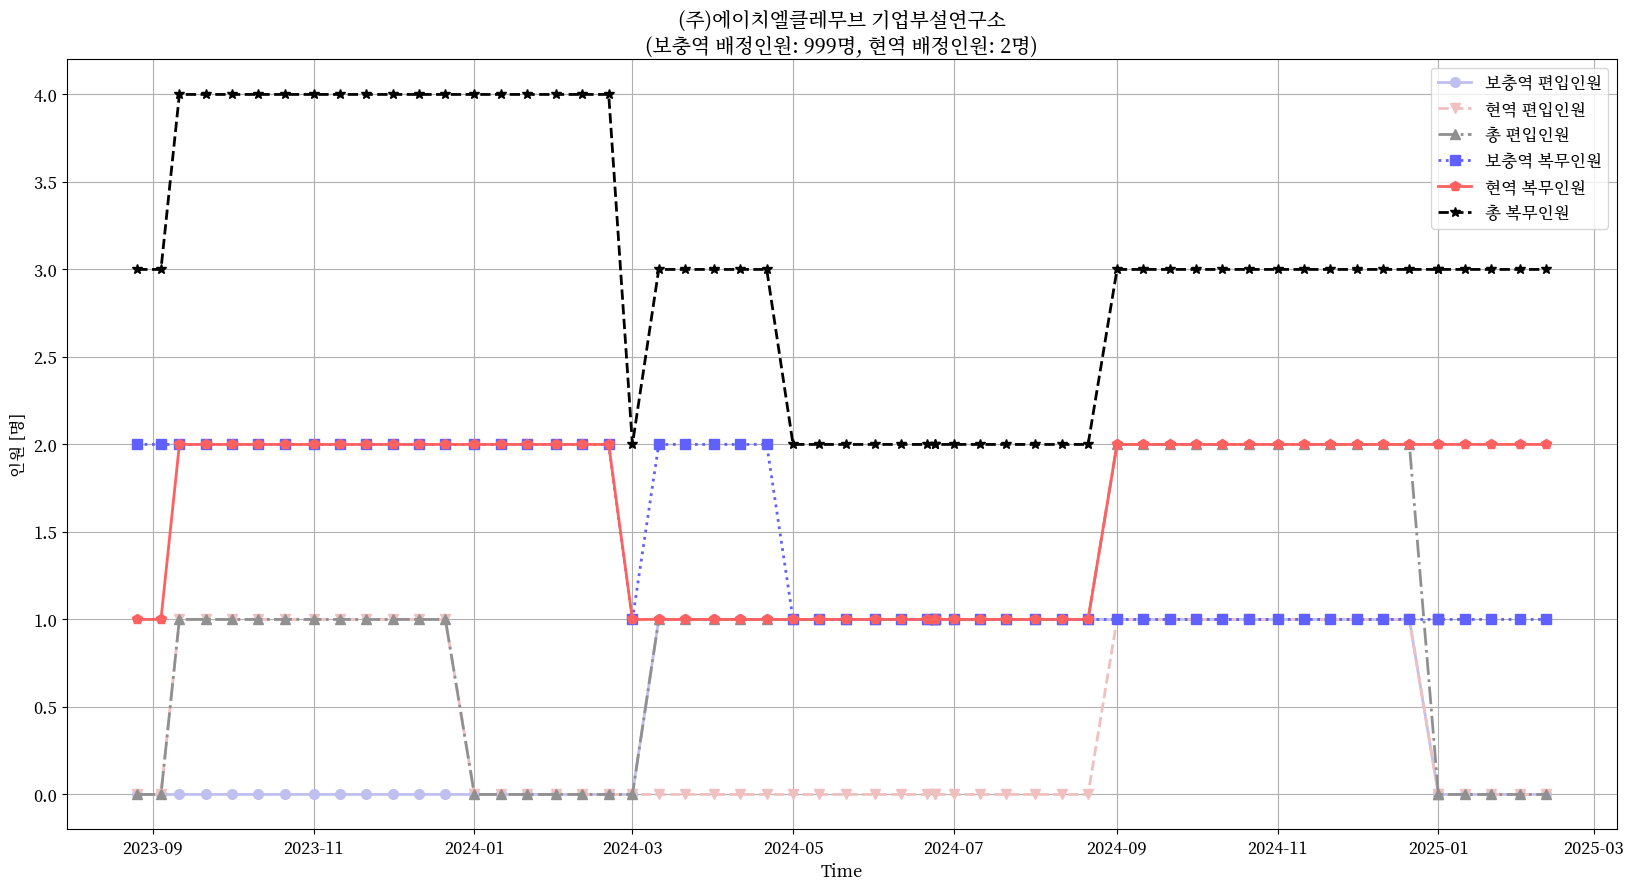 (주)에이치엘클레무브 기업부설연구소
(보충역 배정인원: 999명, 현역 배정인원: 2명)
보충역 편입인원
현역 편입인원
총 편입인원
보충역 복무인원
현역 복무인원
총 복무인원
인원 [명]
4.0
3.5
3.0
2.5
2.0
1.5
1.0
0.5
0.0
2023-09
2023-11
2024-01
2024-03
2024-05
2024-07
2024-09
2024-11
2025-01
2025-03
Time